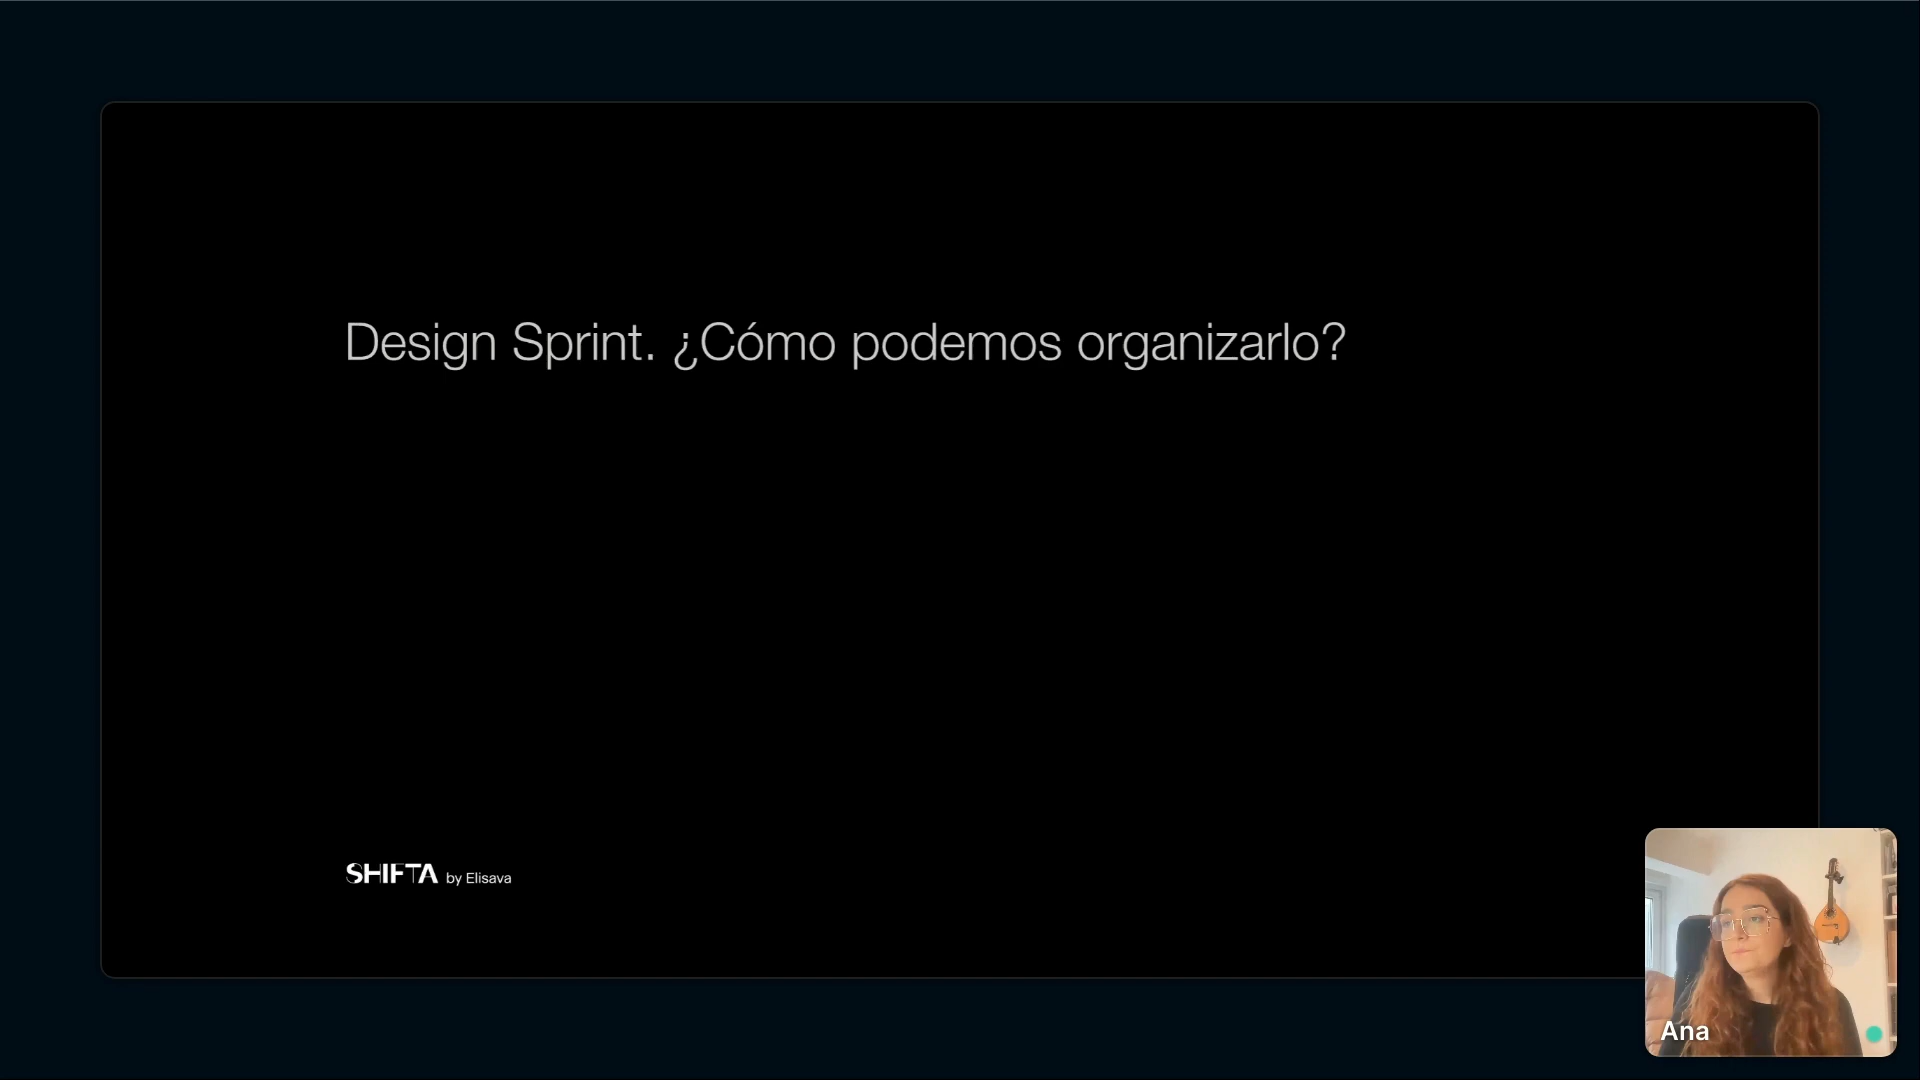 Design Sprint. ¿Cómo podemos organizarlo?
SHIFTA by Elisava
Ana